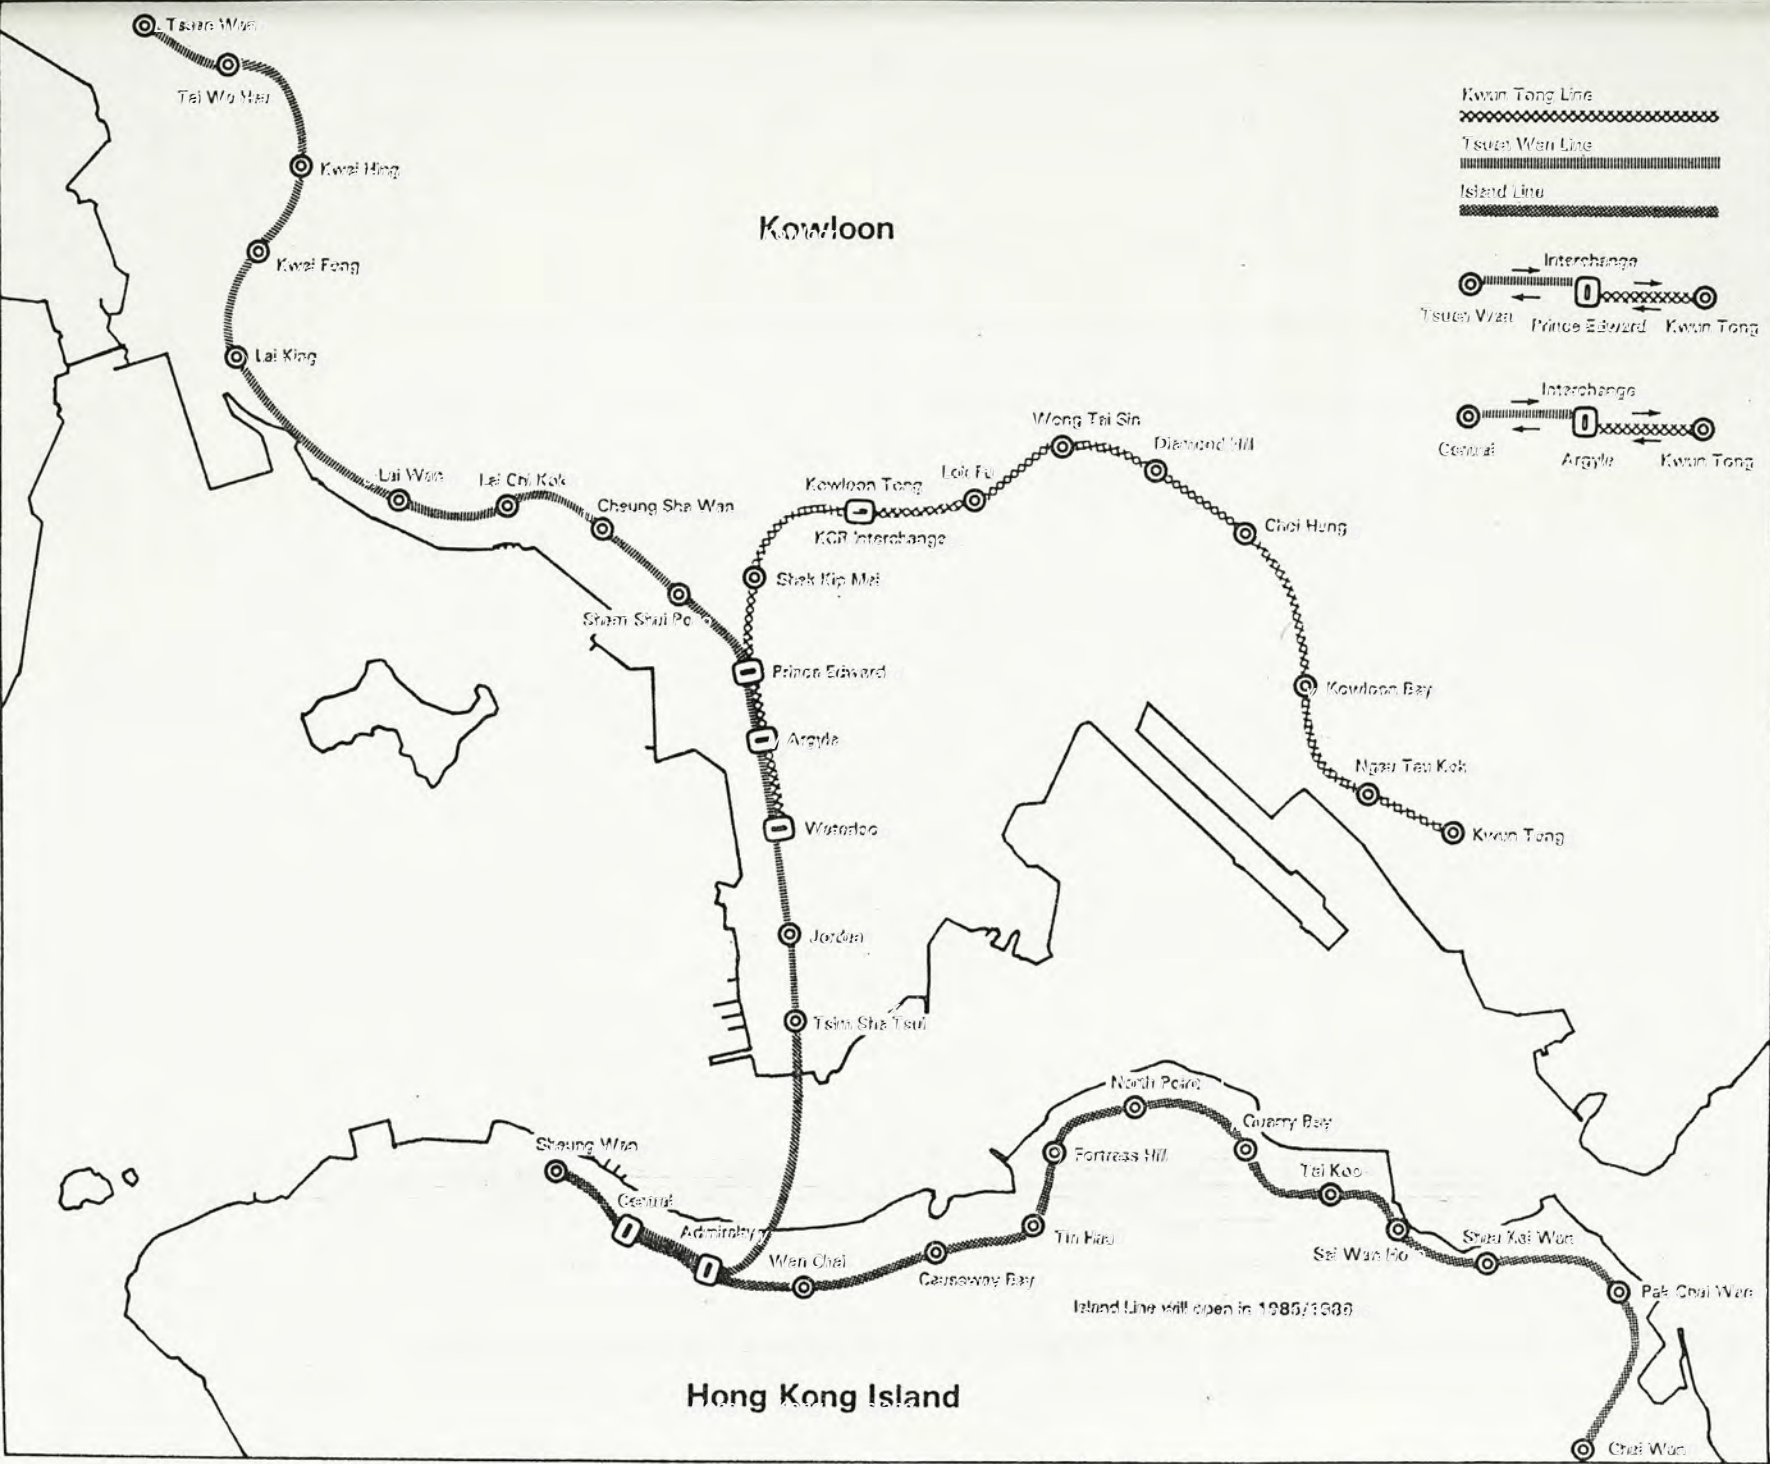 Tsuen Wan
Tai Wo Hau
Kwai Hing
Kwai Fong
Lai King
Kowloon
Kwun Tong Line
Tsuen Wan Line
Island Line
Interchange
Tsuen Wan
Prince Edward
Kwun Tong
Interchange
Central
Argyle
Kwun Tong
Lai Wan
Lai Chi Kok
Cheung Sha Wan
Sham Shui Po
Kowloon Tong
KCR Interchange
Lok Fu
Wong Tai Sin
Diamond Hill
Choi Hung
Shek Kip Mei
Prince Edward
Argyle
Waterloo
Jordan
Tsim Sha Tsui
Kowloon Bay
Ngau Tau Kok
Kwun Tong
Sheung Wan
Central
Admiralty
Wan Chai
Causeway Bay
Tin Hau
Fortress Hill
North Point
Quarry Bay
Tai Koo
Sai Wan Ho
Shau Kei Wan
Pak Chai Wan
Chai Wan
Island Line will open in 1985/1986
Hong Kong Island